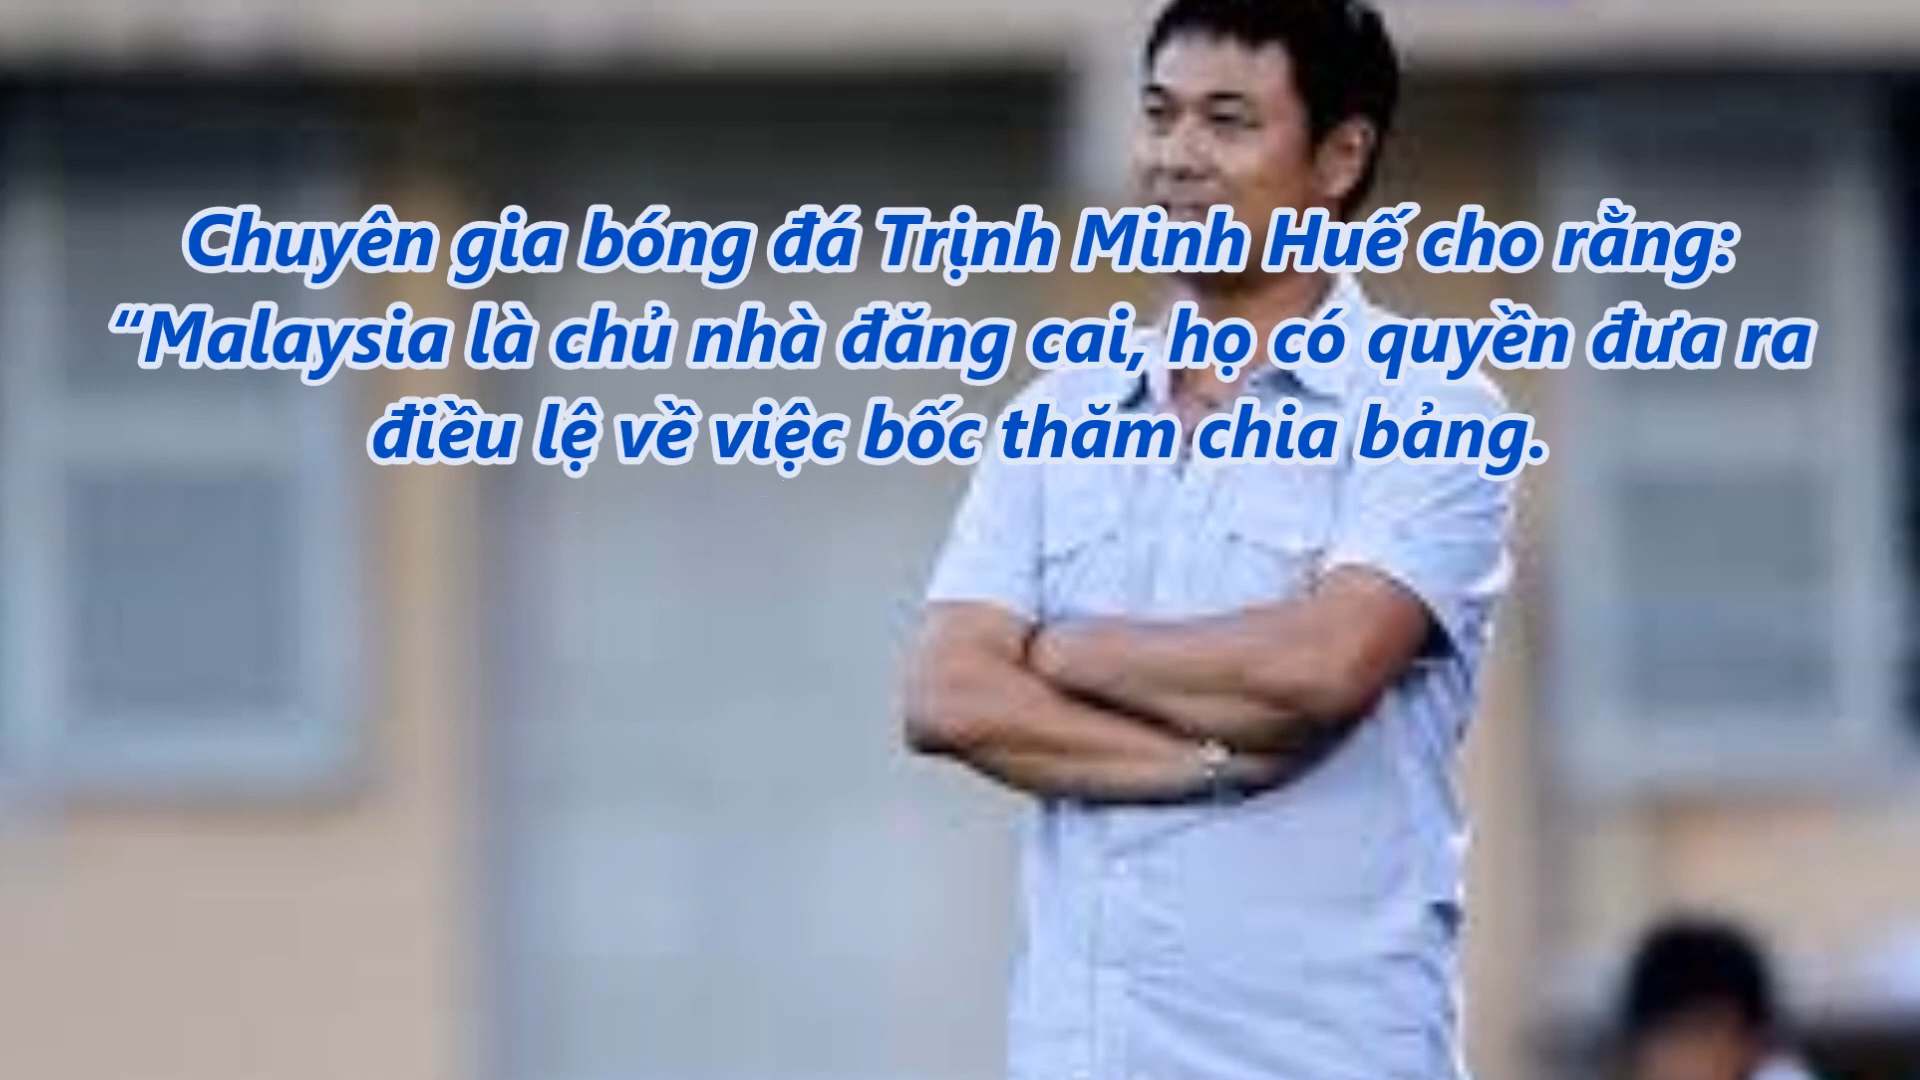 Chuyên gia bóng đá Trịnh Minh Huế cho rằng:
“Malaysia là chủ nhà đăng cai, họ có quyền đưa ra
điều lệ về việc bốc thăm chia bảng.